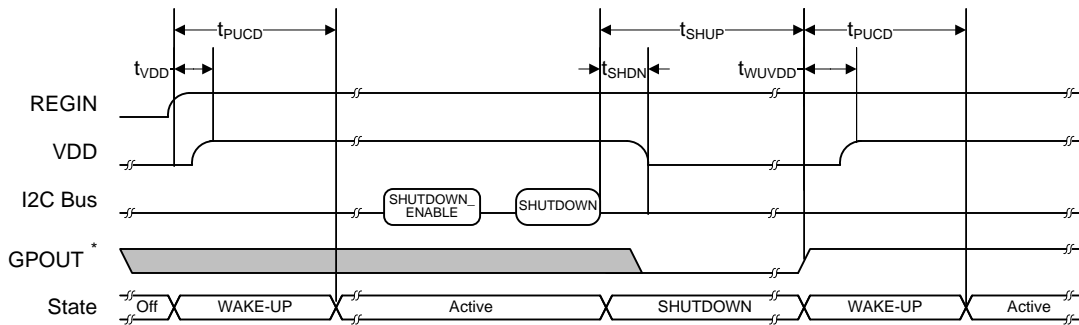 tPUCD tSHUP tPUCD
tVDD tSHDN tWUVDD
REGIN
VDD
I2C Bus SHUTDOWN_ SHUTDOWN
ENABLE
GPOUT *
State Off WAKE-UP Active SHUTDOWN WAKE-UP Active